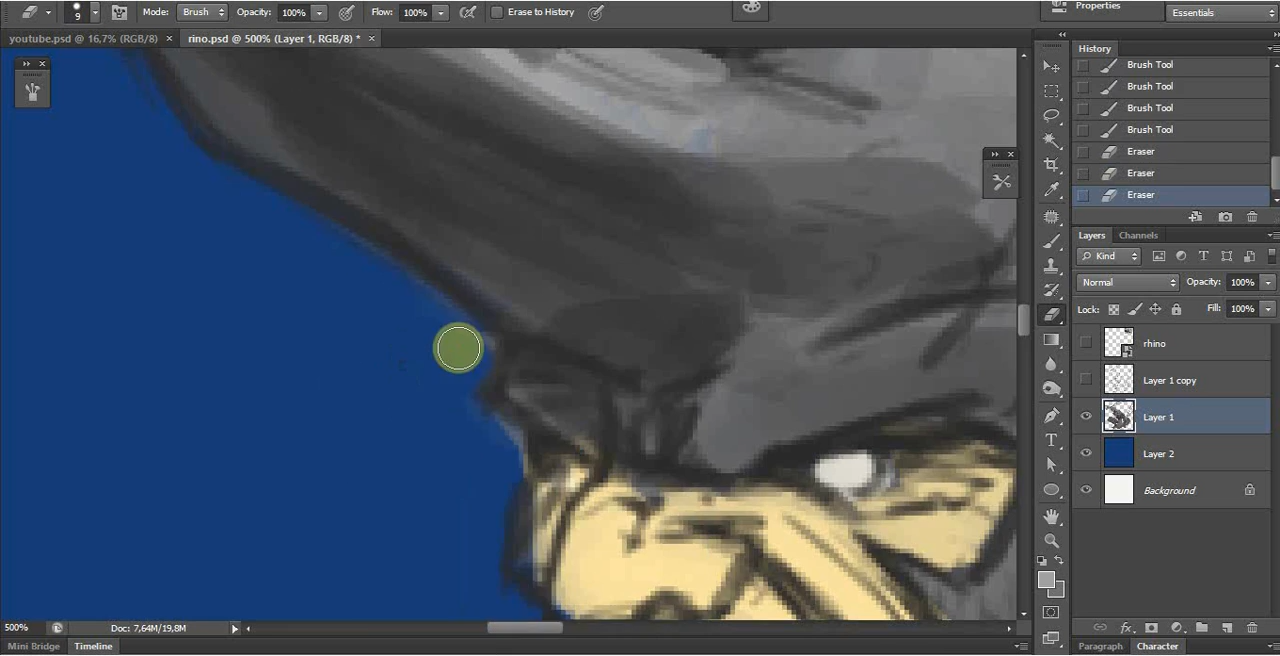 9 Mode: Brush Opacity: 100% Flow: 100% Erase to History Properties Essentials
youtube.psd @ 16,7% (RGB/8) × rino.psd @ 500% (Layer 1, RGB/8) * ×
History
Brush Tool
Brush Tool
Brush Tool
Brush Tool
Eraser
Eraser
Eraser
Layers Channels
Kind
Normal Opacity: 100%
Lock: Fill: 100%
rhino
Layer 1 copy
Layer 1
Layer 2
Background
500% Doc: 7,64M/19,8M
Mini Bridge Timeline Paragraph Character